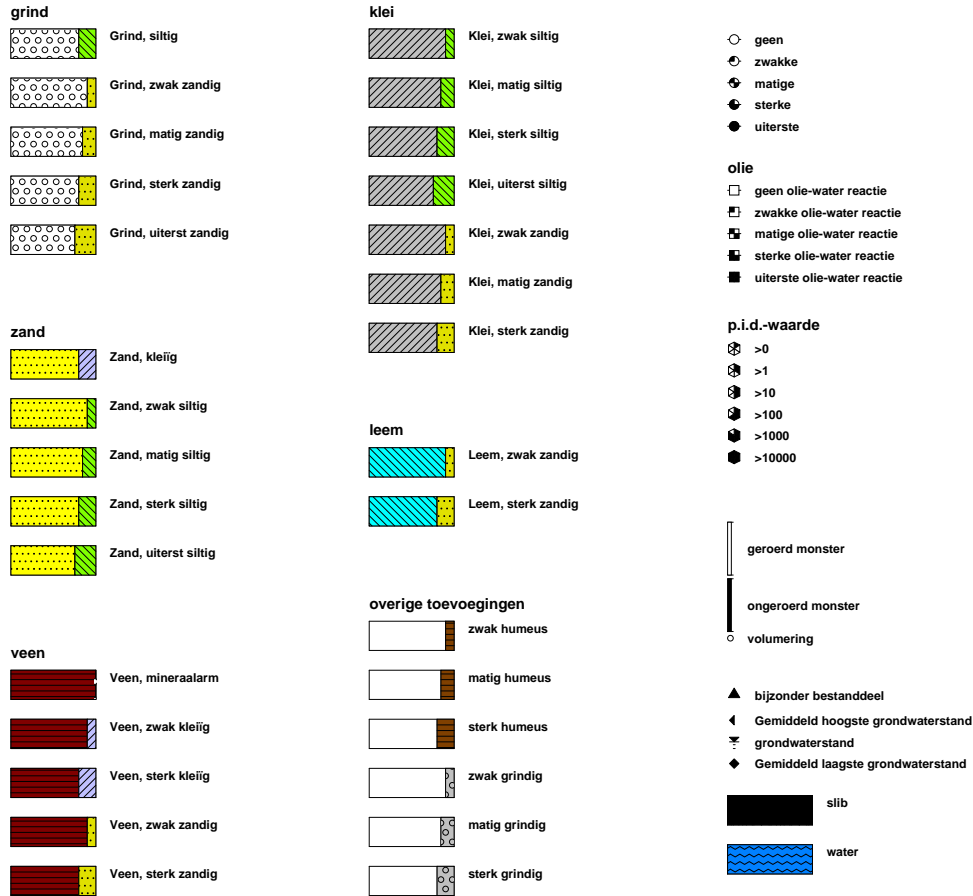 grind
Grind, siltig
Grind, zwak zandig
Grind, matig zandig
Grind, sterk zandig
Grind, uiterst zandig
zand
Zand, kleiïg
Zand, zwak siltig
Zand, matig siltig
Zand, sterk siltig
Zand, uiterst siltig
veen
Veen, mineraalarm
Veen, zwak kleiïg
Veen, sterk kleiïg
Veen, zwak zandig
Veen, sterk zandig
klei
Klei, zwak siltig
Klei, matig siltig
Klei, sterk siltig
Klei, uiterst siltig
Klei, zwak zandig
Klei, matig zandig
Klei, sterk zandig
leem
Leem, zwak zandig
Leem, sterk zandig
overige toevoegingen
zwak humeus
matig humeus
sterk humeus
zwak grindig
matig grindig
sterk grindig
geen
zwakke
matige
sterke
uiterste
olie
geen olie-water reactie
zwakke olie-water reactie
matige olie-water reactie
sterke olie-water reactie
uiterste olie-water reactie
p.i.d.-waarde
>0
>1
>10
>100
>1000
>10000
geroerd monster
ongeroerd monster
volumering
bijzonder bestanddeel
Gemiddeld hoogste grondwaterstand
grondwaterstand
Gemiddeld laagste grondwaterstand
slib
water